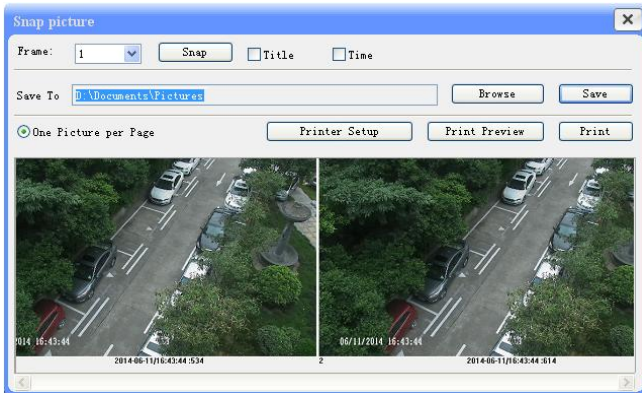 Snap picture
Frame: 1 Snap Title Time
Save To D:\Documents\Pictures Browse Save
One Picture per Page Printer Setup Print Preview Print
2014 16:43:44 06/11/2014 16:43:44
2014-06-11/16:43:44 :534 2 2014-06-11/16:43:44 :614